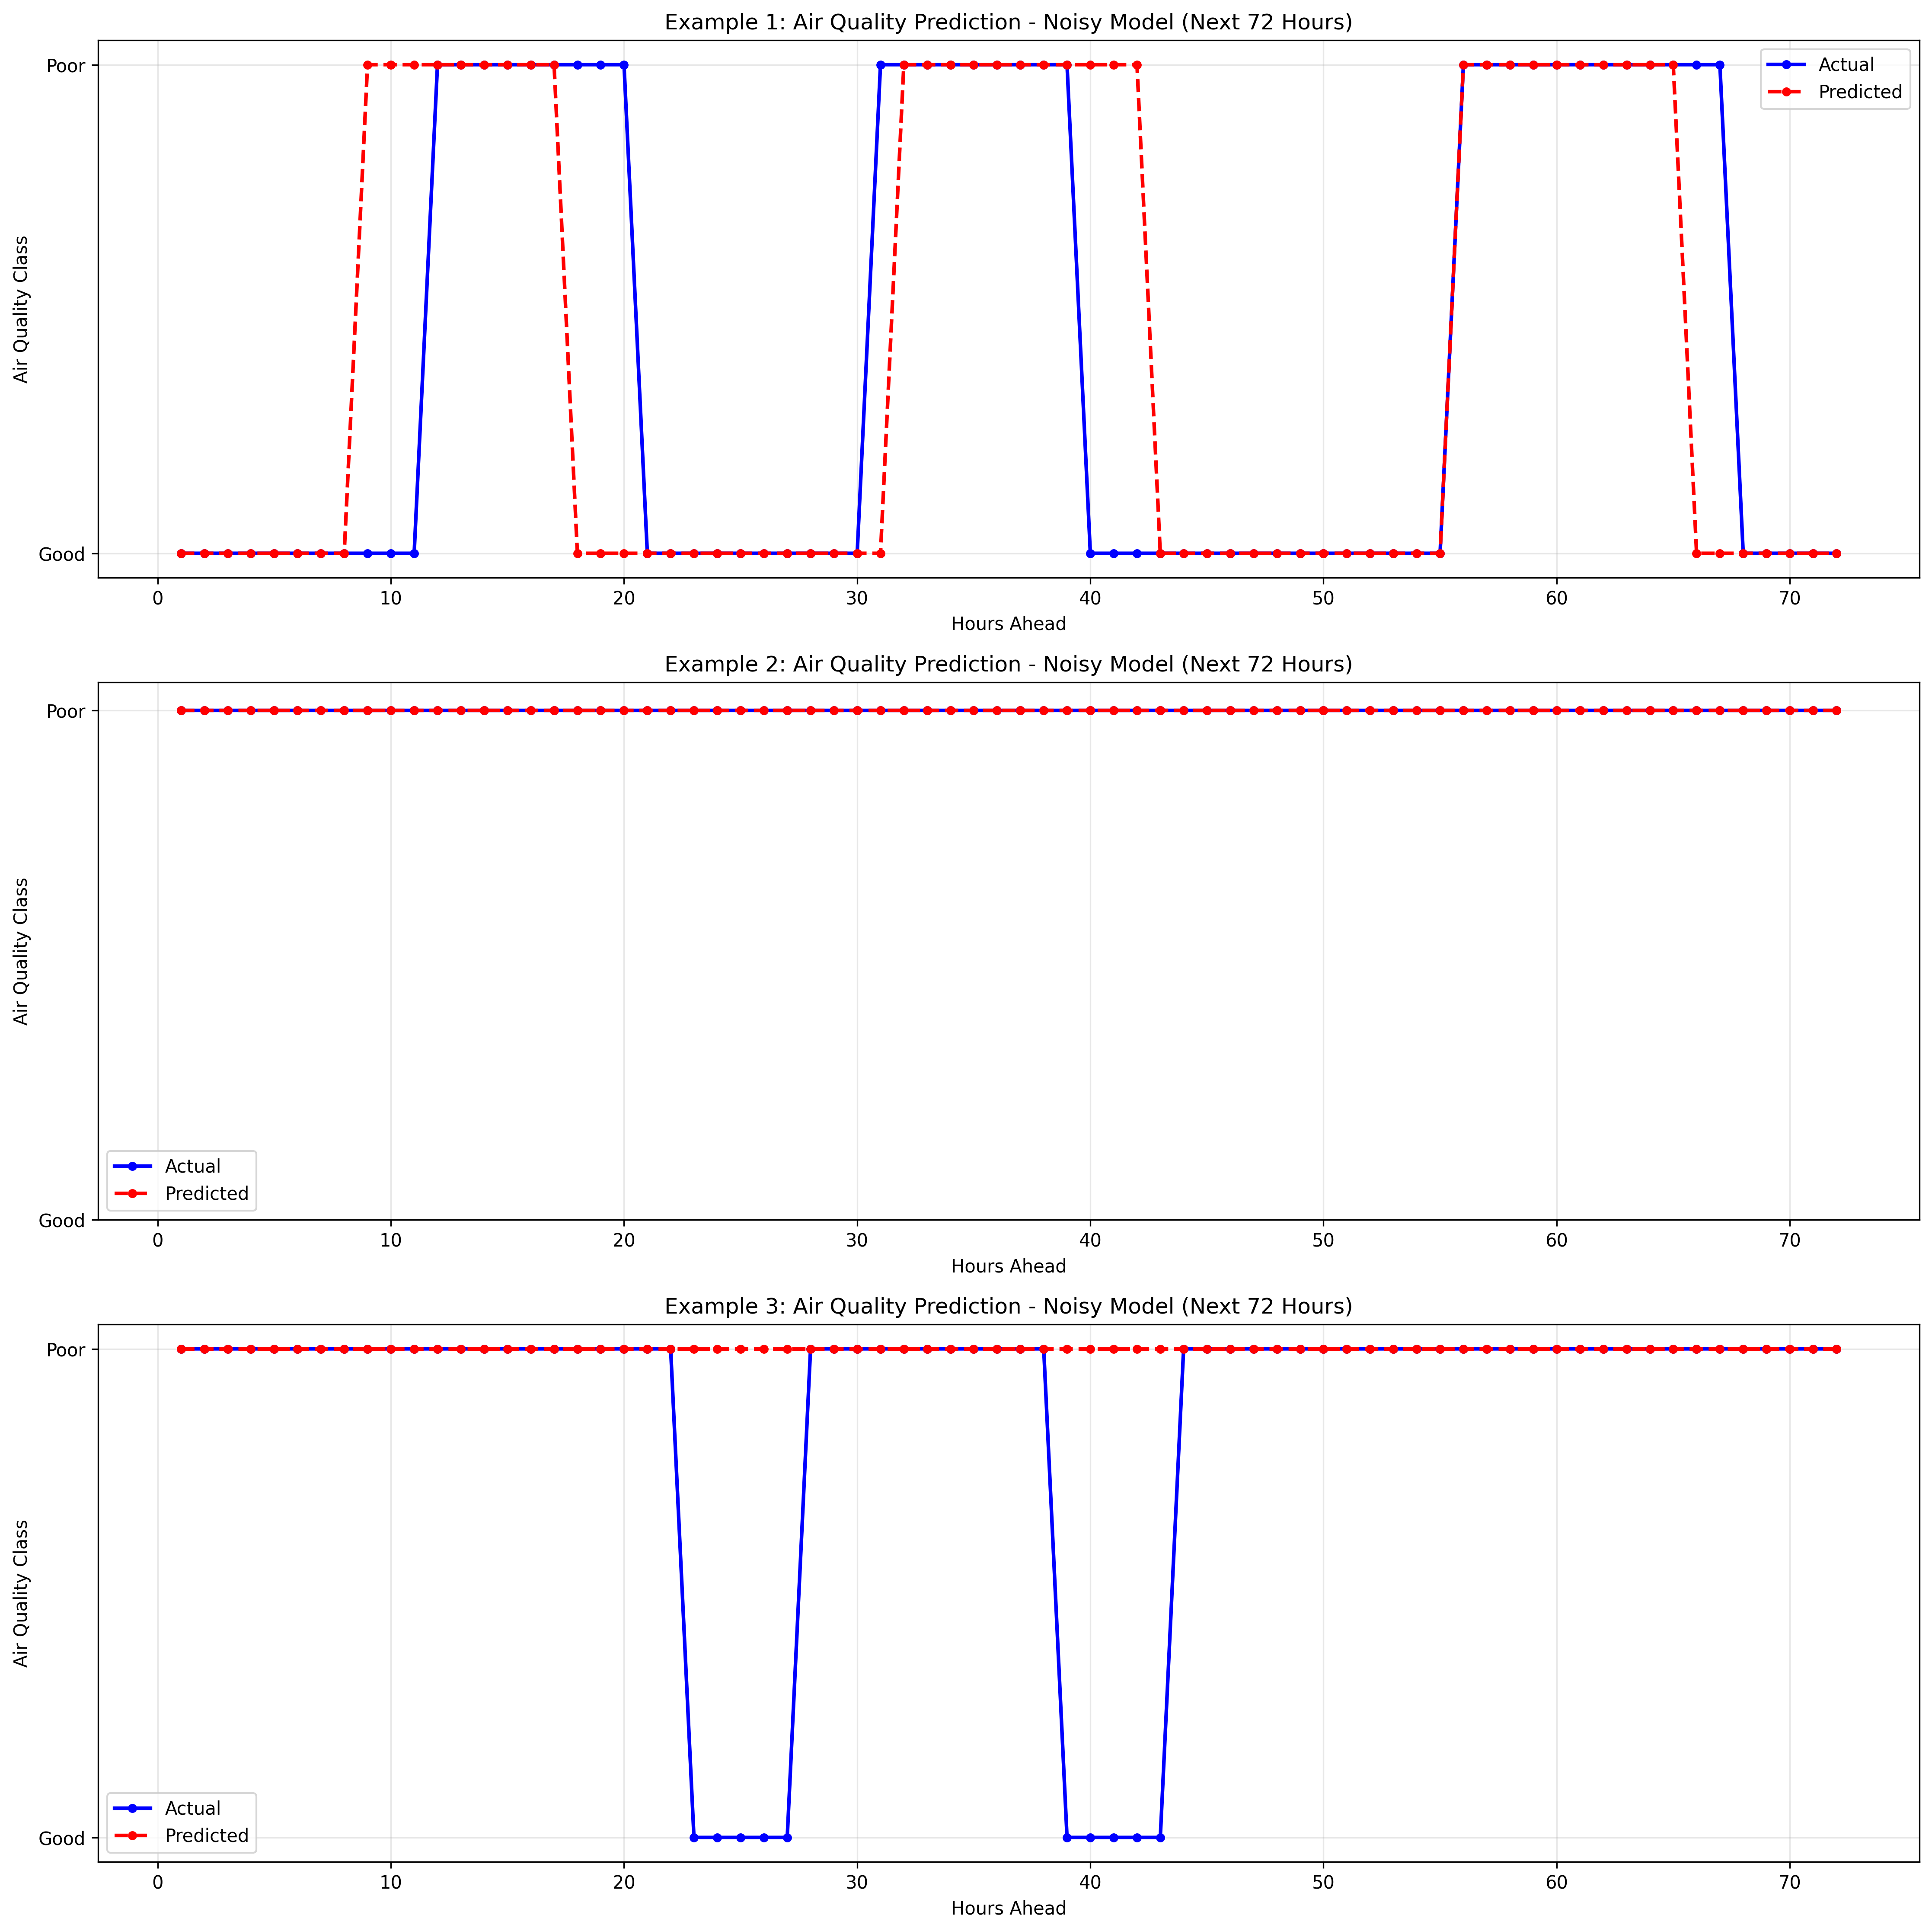 Example 1: Air Quality Prediction - Noisy Model (Next 72 Hours)
Poor
Good
Air Quality Class
Actual
Predicted
0 10 20 30 40 50 60 70
Hours Ahead
Example 2: Air Quality Prediction - Noisy Model (Next 72 Hours)
Poor
Good
Air Quality Class
Actual
Predicted
0 10 20 30 40 50 60 70
Hours Ahead
Example 3: Air Quality Prediction - Noisy Model (Next 72 Hours)
Poor
Good
Air Quality Class
Actual
Predicted
0 10 20 30 40 50 60 70
Hours Ahead